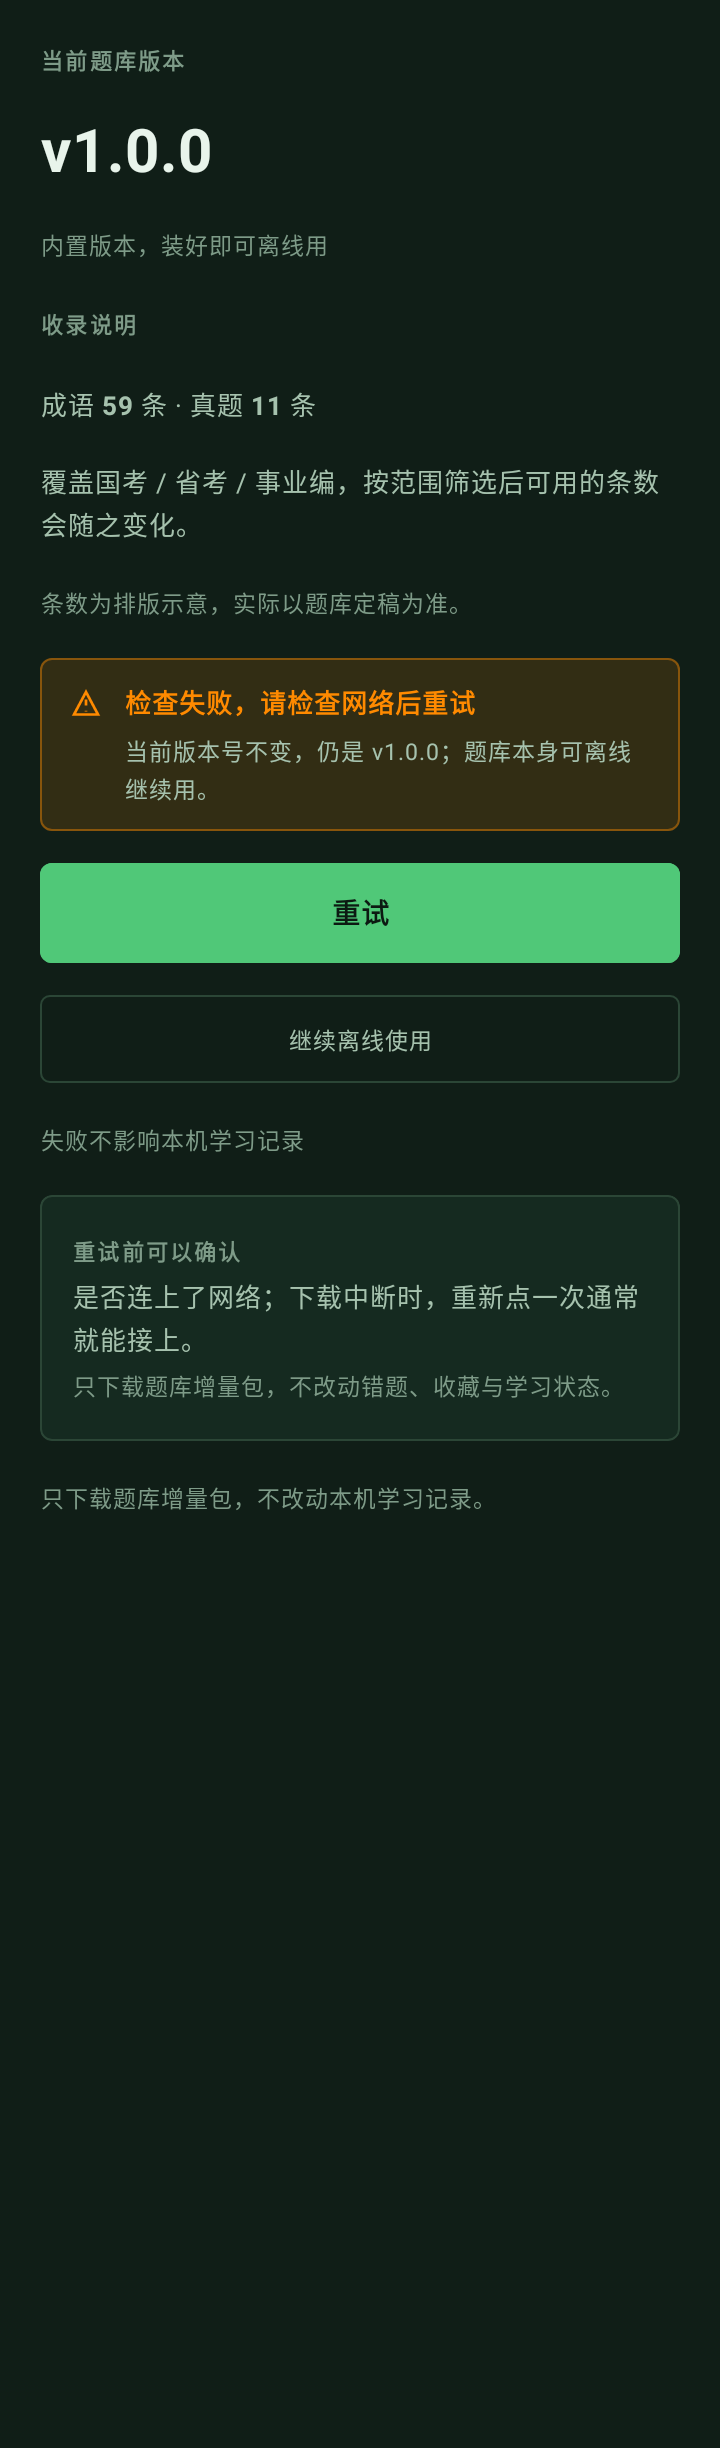 当前题库版本
v1.0.0
内置版本，装好即可离线用
收录说明
成语 59 条 · 真题 11 条
覆盖国考 / 省考 / 事业编，按范围筛选后可用的条数
会随之变化。
条数为排版示意，实际以题库定稿为准。
检查失败，请检查网络后重试
当前版本号不变，仍是 v1.0.0；题库本身可离线
继续用。
重试
继续离线使用
失败不影响本机学习记录
重试前可以确认
是否连上了网络；下载中断时，重新点一次通常
就能接上。
只下载题库增量包，不改动错题、收藏与学习状态。
只下载题库增量包，不改动本机学习记录。